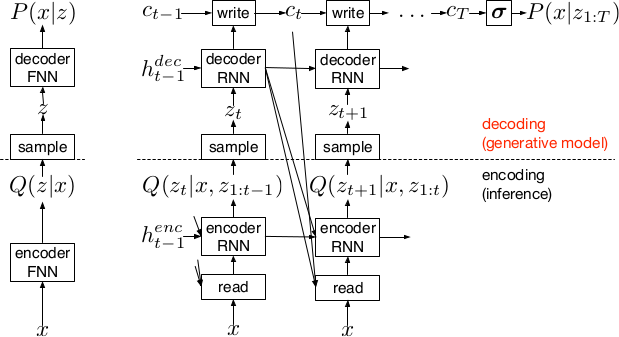 P(x|z)
decoder
FNN
z
sample
Q(z|x)
encoder
FNN
x
c_{t−1}
write
c_t
write
. . .
c_T
σ
P(x|z_{1:T})
h^{dec}_{t−1}
decoder
RNN
decoder
RNN
z_t
z_{t+1}
sample
sample
decoding
(generative model)
Q(z_t|x, z_{1:t−1})
Q(z_{t+1}|x, z_{1:t})
encoding
(inference)
h^{enc}_{t−1}
encoder
RNN
encoder
RNN
read
read
x
x